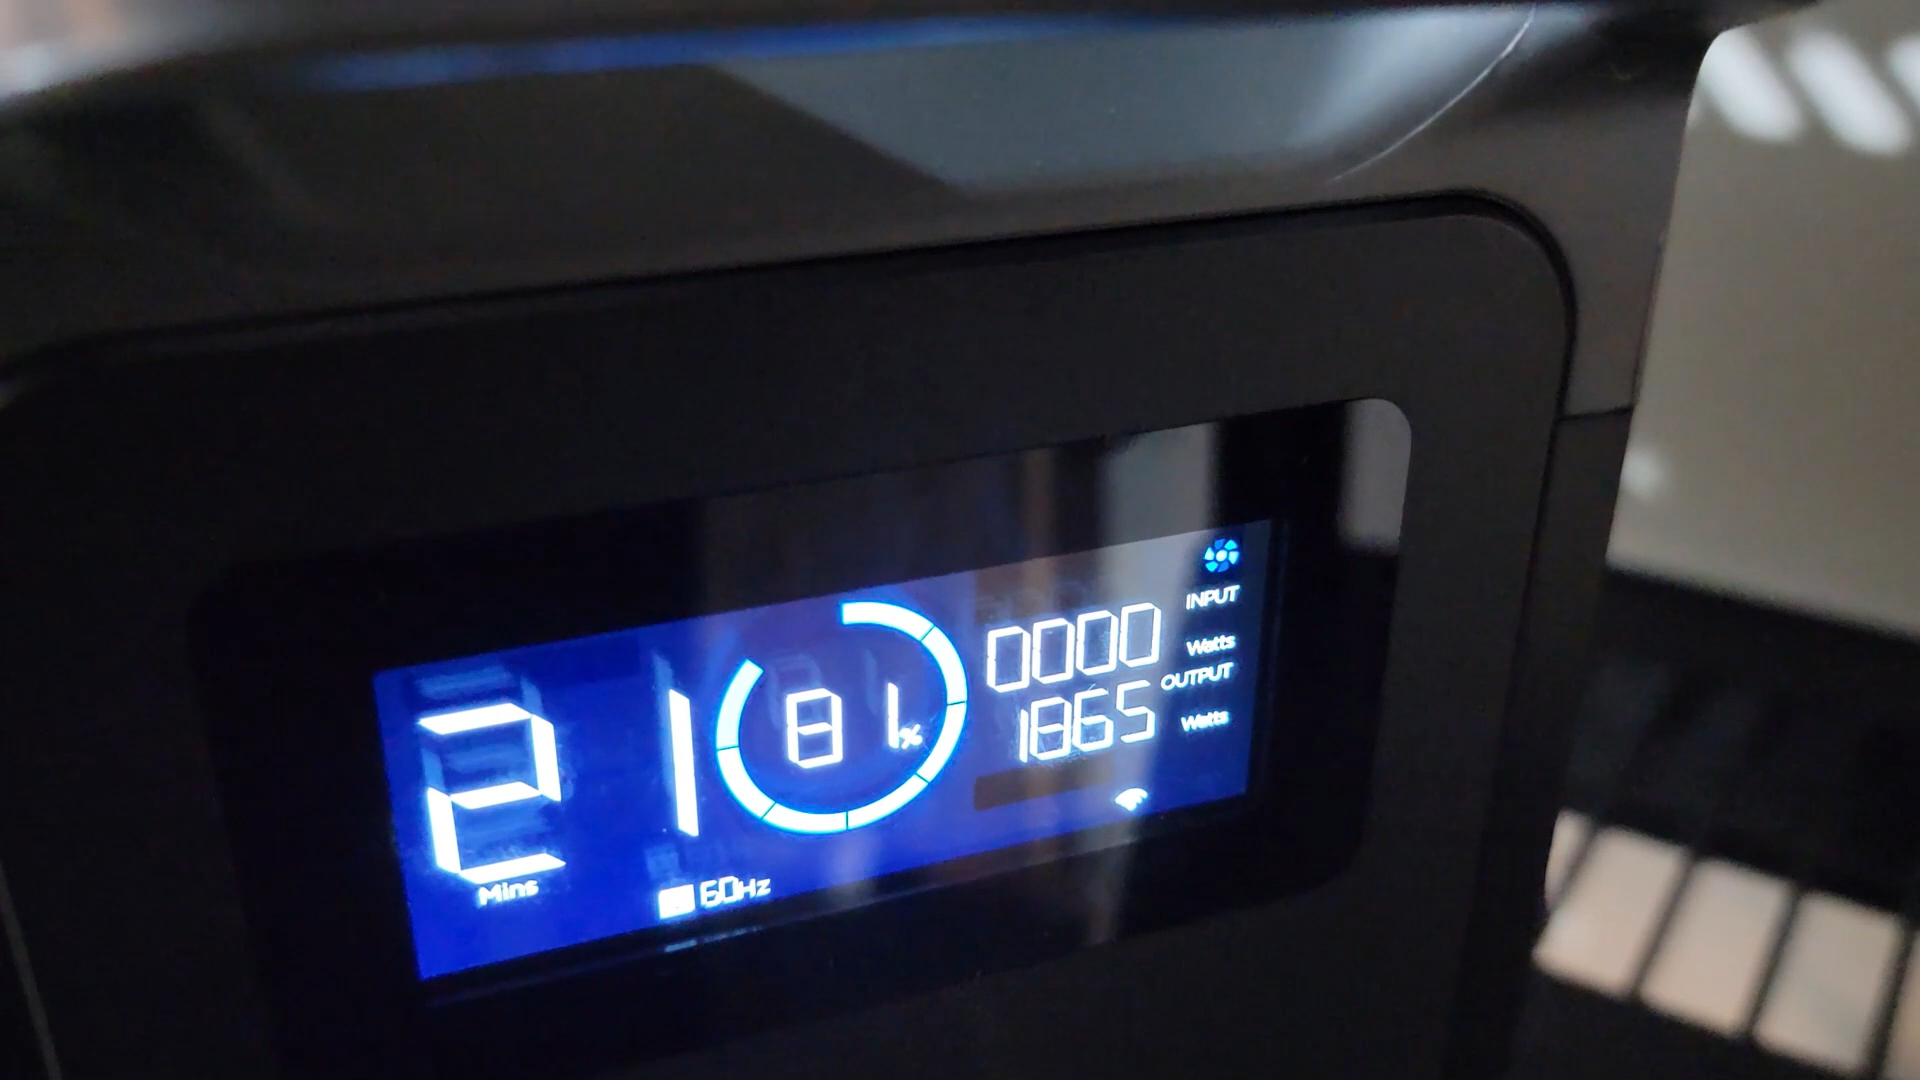 21
Mins
81%
60Hz
INPUT
0000 Watts
OUTPUT
1865 Watts